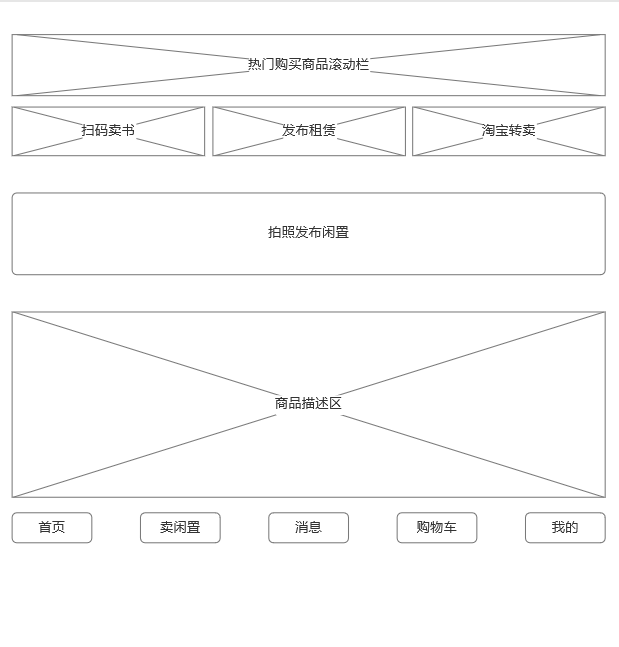 热门购买商品滚动栏
扫码卖书
发布租赁
淘宝转卖
拍照发布闲置
商品描述区
首页
卖闲置
消息
购物车
我的